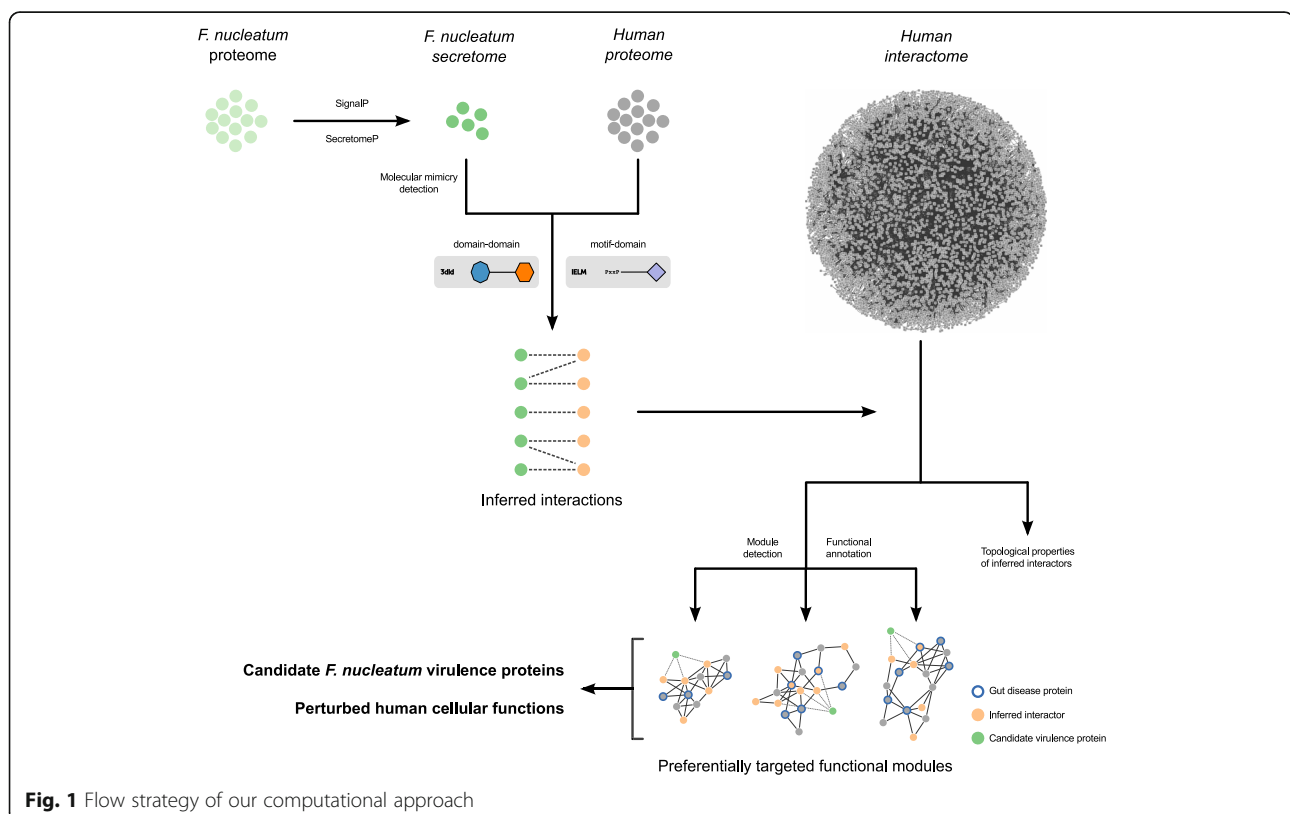 F. nucleatum
proteome
F. nucleatum
secretome
Human
proteome
Human
interactome
SignalP
SecretomeP
Molecular mimicry
detection
domain-domain
motif-domain
3did
iELM
PxxP
Inferred interactions
Module
detection
Functional
annotation
Topological properties
of inferred interactors
Candidate F. nucleatum virulence proteins
Perturbed human cellular functions
Gut disease protein
Inferred interactor
Candidate virulence protein
Preferentially targeted functional modules
Fig. 1 Flow strategy of our computational approach